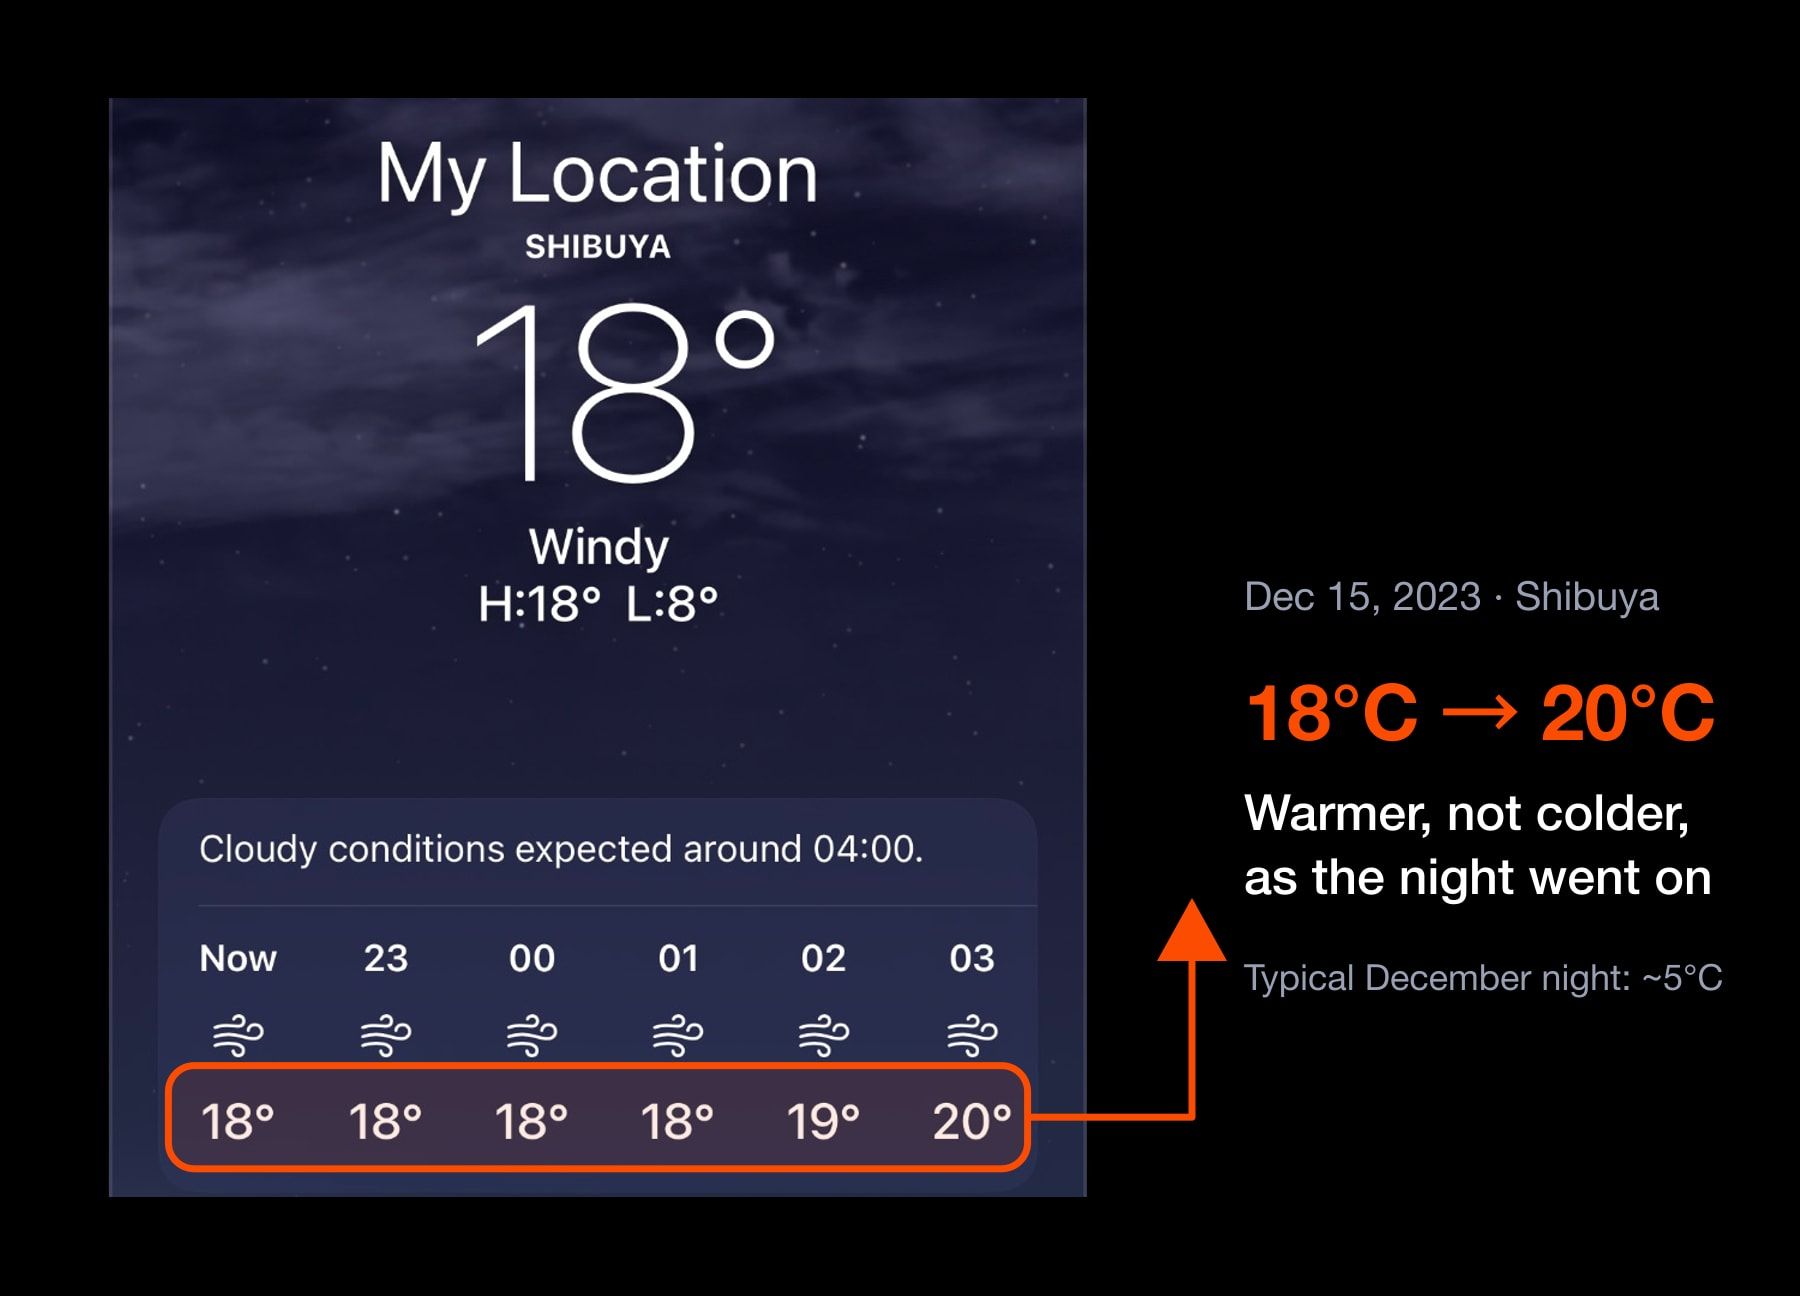 My Location
SHIBUYA
18°
Windy
H:18° L:8°
Cloudy conditions expected around 04:00.
Now 23 00 01 02 03
18° 18° 18° 18° 19° 20°
Dec 15, 2023 · Shibuya
18°C → 20°C
Warmer, not colder,
as the night went on
Typical December night: ~5°C